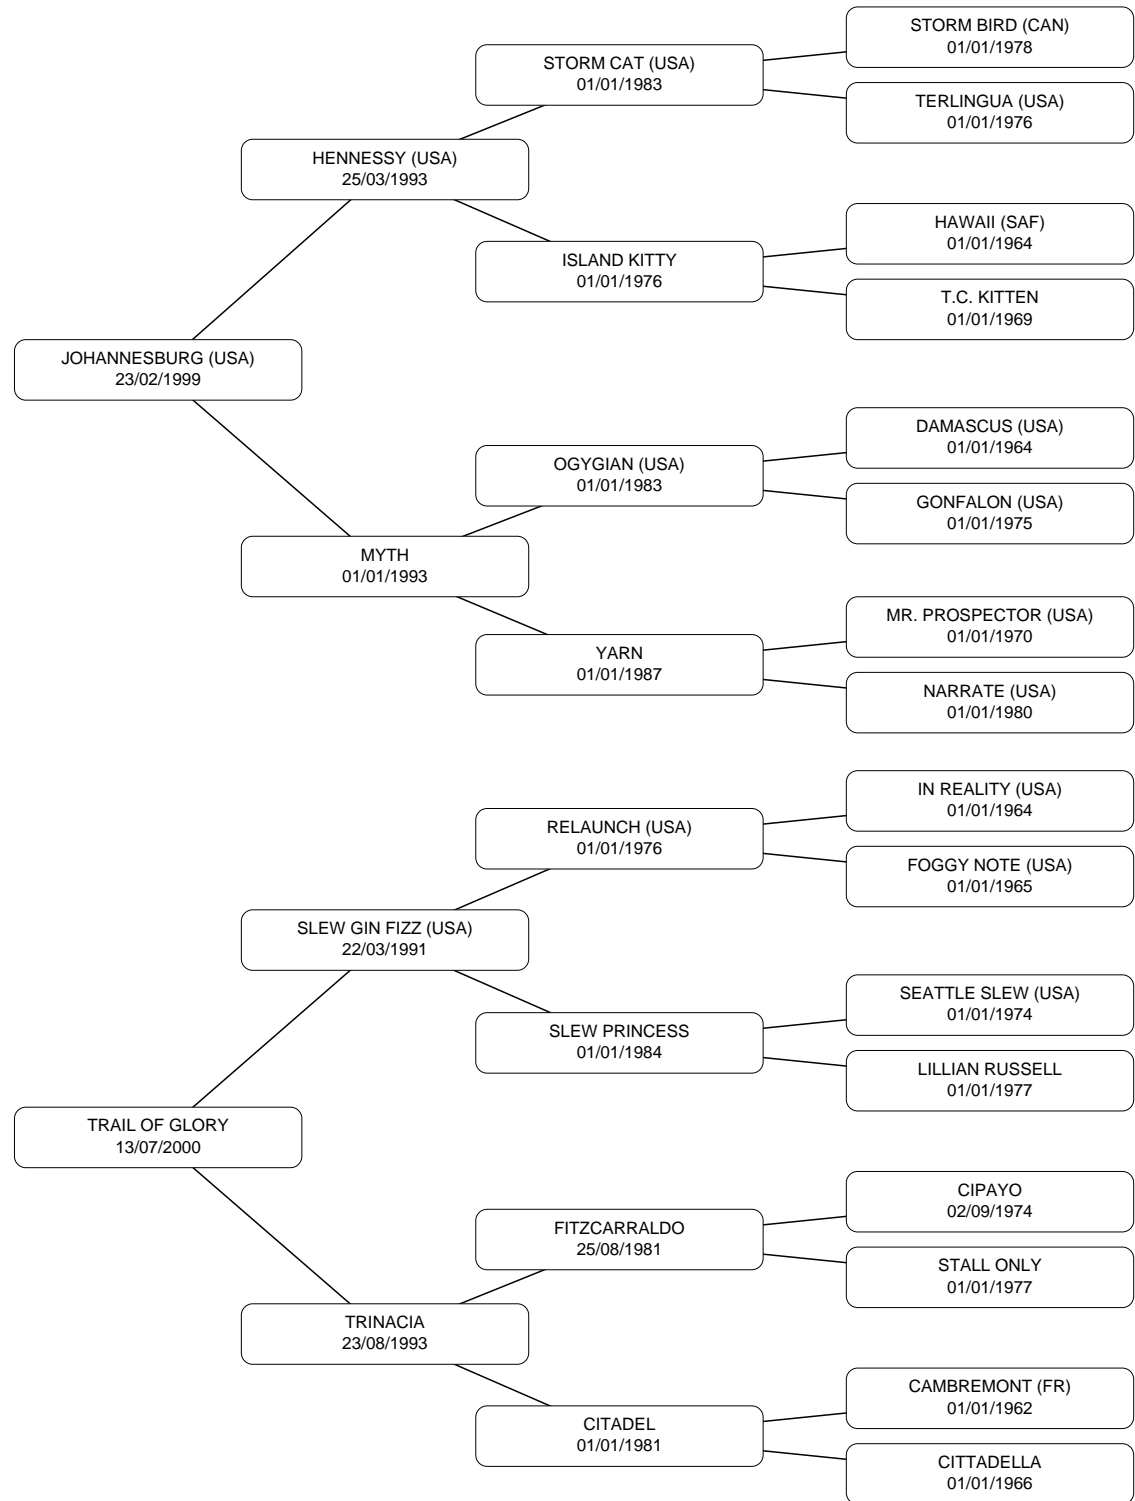 STORM BIRD (CAN)
01/01/1978
STORM CAT (USA)
01/01/1983
TERLINGUA (USA)
01/01/1976
HENNESSY (USA)
25/03/1993
HAWAII (SAF)
01/01/1964
ISLAND KITTY
01/01/1976
T.C. KITTEN
01/01/1969
JOHANNESBURG (USA)
23/02/1999
DAMASCUS (USA)
01/01/1964
OGYGIAN (USA)
01/01/1983
GONFALON (USA)
01/01/1975
MYTH
01/01/1993
MR. PROSPECTOR (USA)
01/01/1970
YARN
01/01/1987
NARRATE (USA)
01/01/1980
IN REALITY (USA)
01/01/1964
RELAUNCH (USA)
01/01/1976
FOGGY NOTE (USA)
01/01/1965
SLEW GIN FIZZ (USA)
22/03/1991
SEATTLE SLEW (USA)
01/01/1974
SLEW PRINCESS
01/01/1984
LILLIAN RUSSELL
01/01/1977
TRAIL OF GLORY
13/07/2000
CIPAYO
02/09/1974
FITZCARRALDO
25/08/1981
STALL ONLY
01/01/1977
TRINACIA
23/08/1993
CAMBREMONT (FR)
01/01/1962
CITADEL
01/01/1981
CITTADELLA
01/01/1966